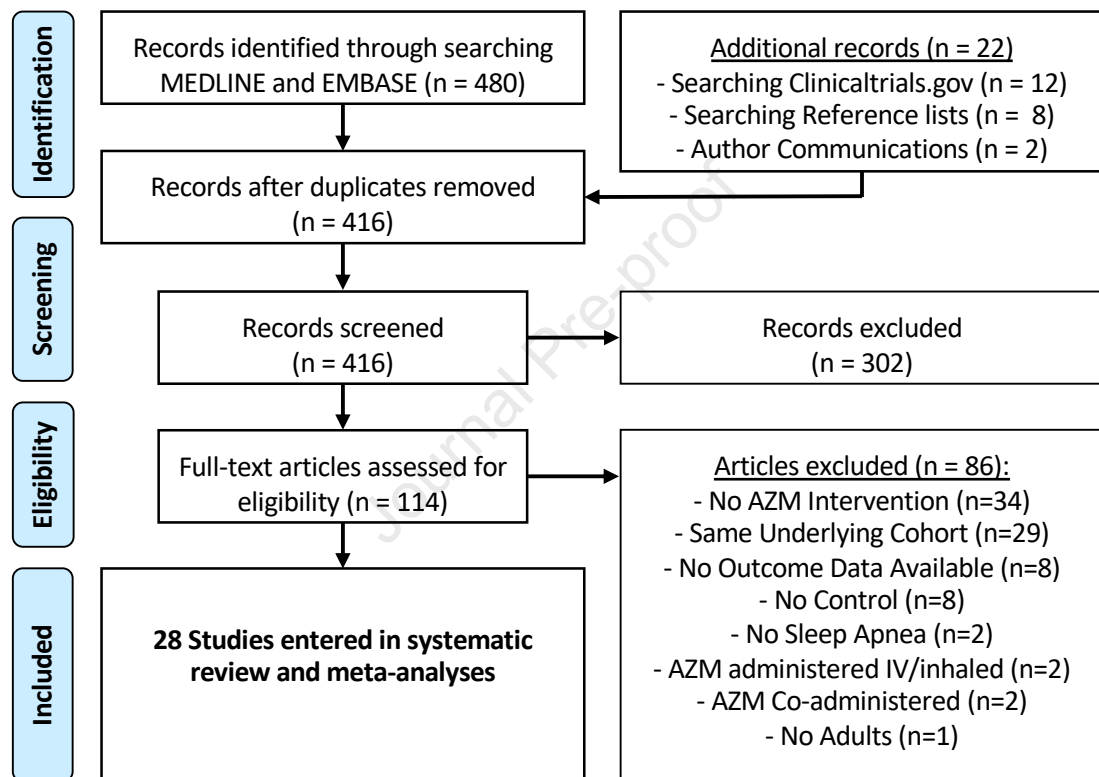 Identification
Records identified through searching
MEDLINE and EMBASE (n = 480)
Additional records (n = 22)
- Searching Clinicaltrials.gov (n = 12)
- Searching Reference lists (n = 8)
- Author Communications (n = 2)
Records after duplicates removed
(n = 416)
Screening
Records screened
(n = 416)
Records excluded
(n = 302)
Eligibility
Full-text articles assessed for
eligibility (n = 114)
Articles excluded (n = 86):
- No AZM Intervention (n=34)
- Same Underlying Cohort (n=29)
- No Outcome Data Available (n=8)
- No Control (n=8)
- No Sleep Apnea (n=2)
- AZM administered IV/inhaled (n=2)
- AZM Co-administered (n=2)
- No Adults (n=1)
Included
28 Studies entered in systematic
review and meta-analyses
Journal Pre-proof